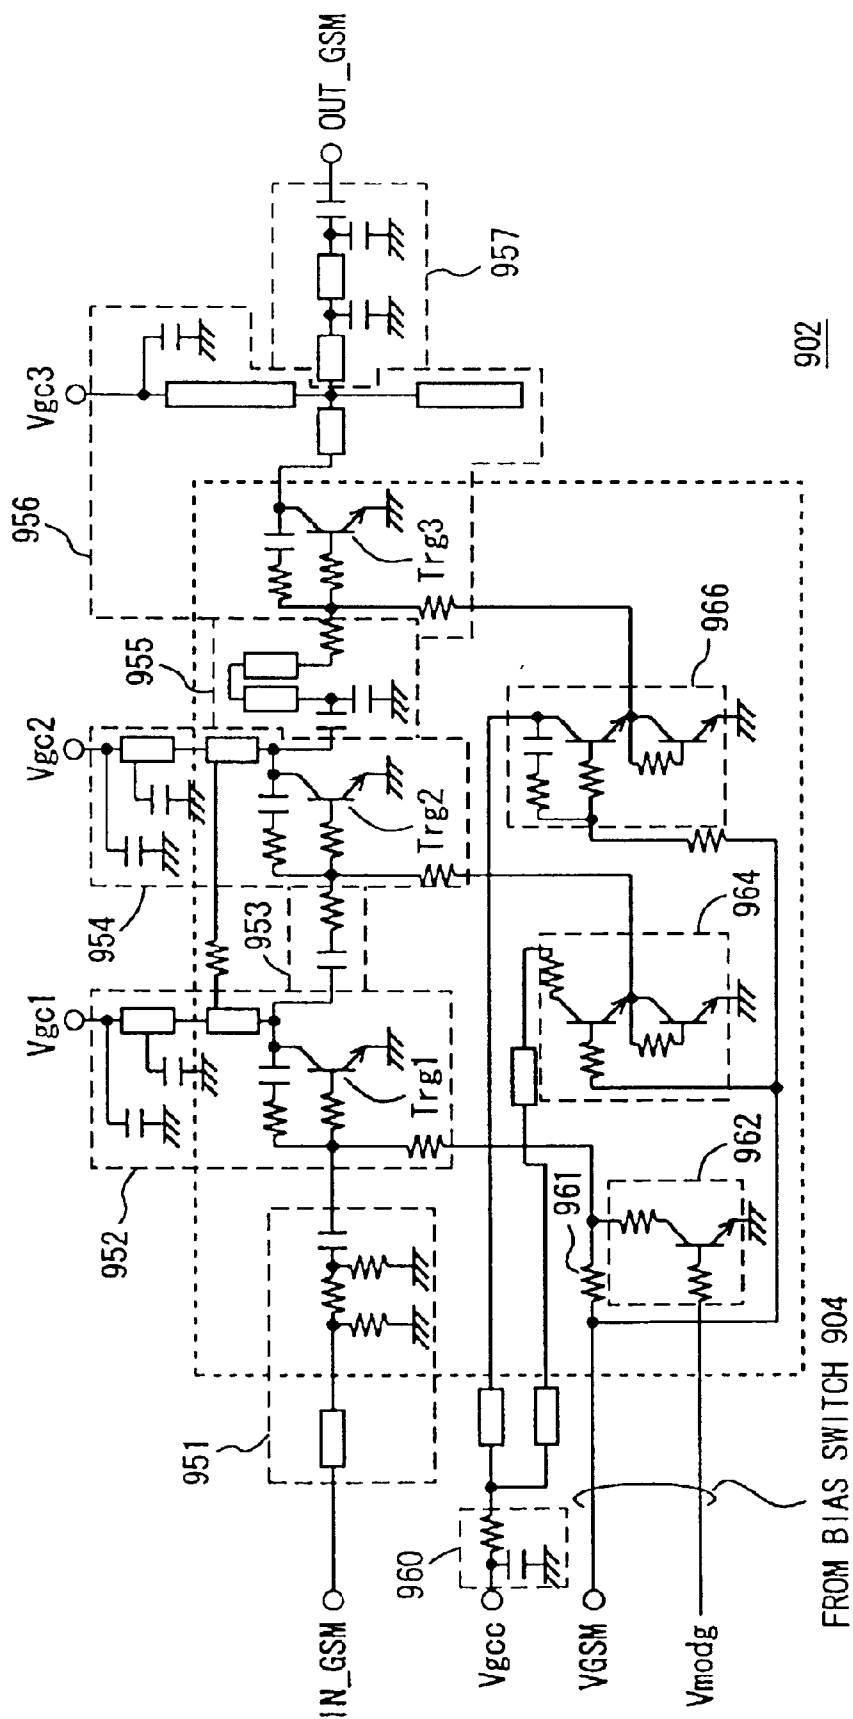 Vgc1
Vgc2
Vgc3
956
954
955
952
953
951
Trg1
Trg2
Trg3
957
IN_GSM
OUT_GSM
960
Vgcc
VGSM
Vmodg
961
962
964
966
FROM BIAS SWITCH 904
902